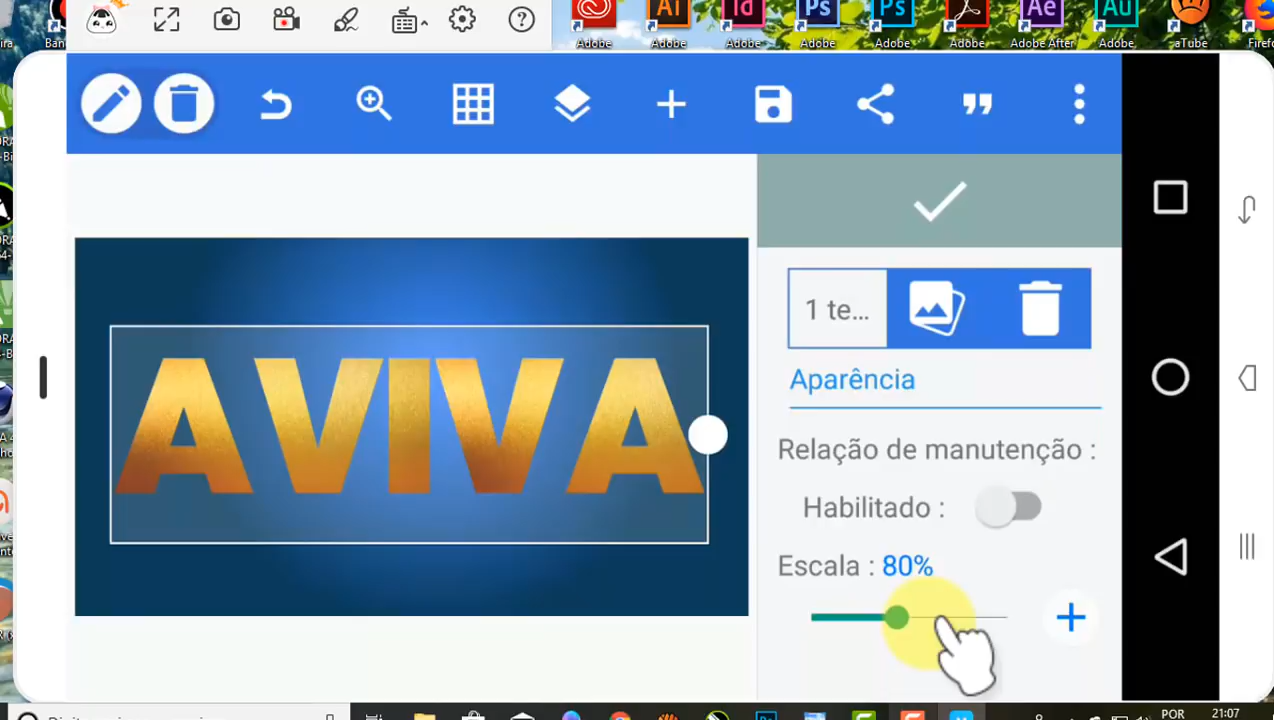 Adobe
Adobe
Adobe
Adobe
Adobe
Adobe
Adobe After
Adobe
aTube
Firefo
AVIVA
1 te...
Aparência
Relação de manutenção :
Habilitado :
Escala : 80%
POR
21:07